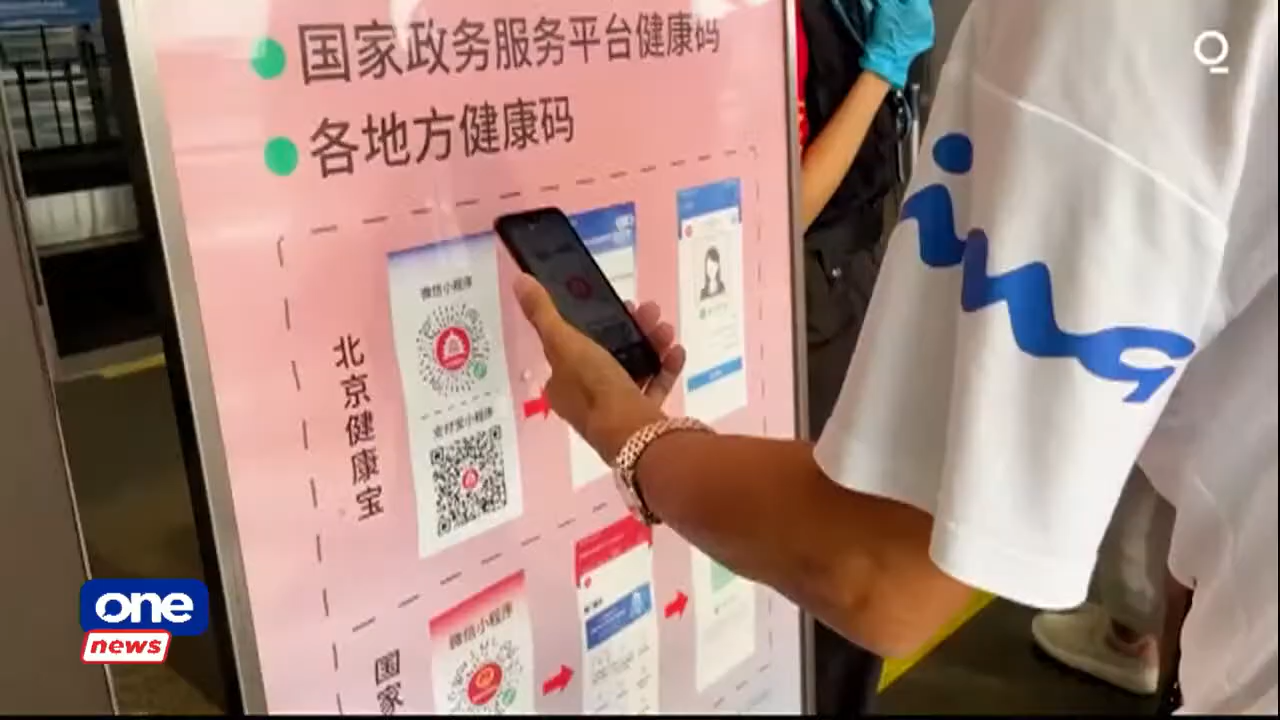 国家政务服务平台健康码
各地方健康码
北京健康宝
微信小程序
支付宝小程序
微信小程序
国家
one
news